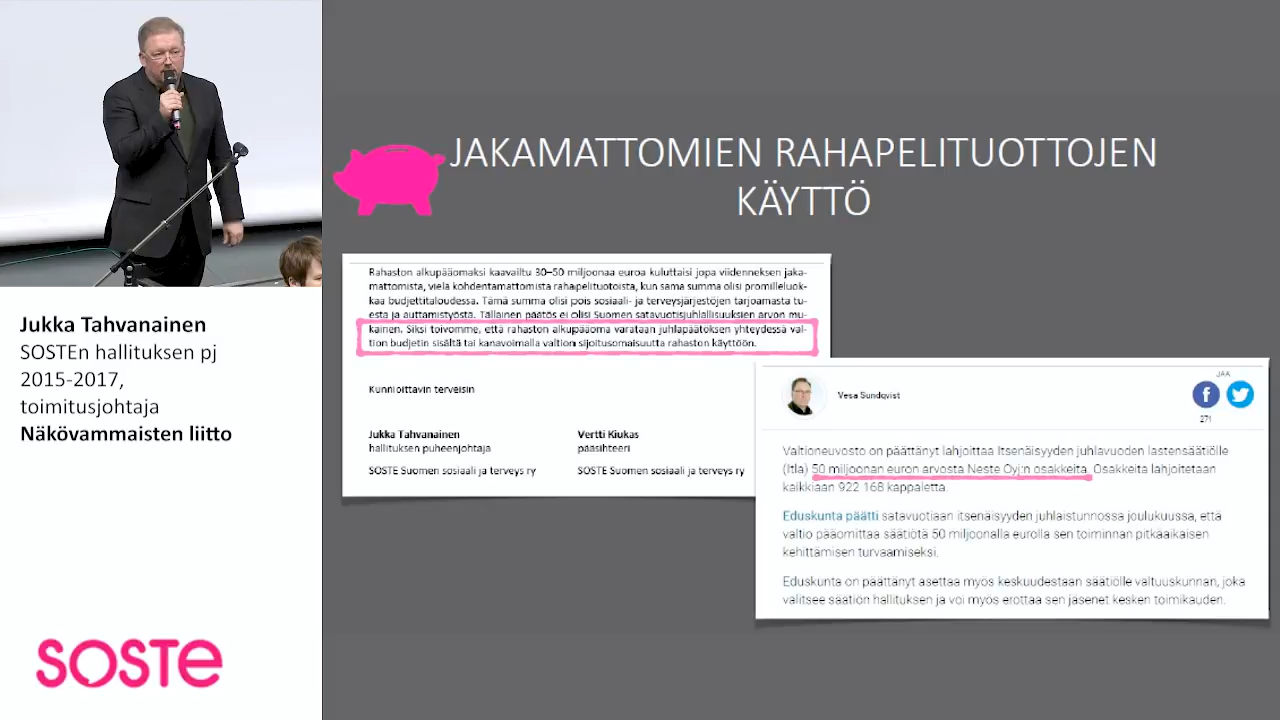 Jukka Tahvanainen
SOSTEn hallituksen pj
2015-2017,
toimitusjohtaja
Näkövammaisten liitto
SOSTE
JAKAMATTOMIEN RAHAPELITUOTTOJEN
KÄYTTÖ
Rahaston alkupääomaksi kaavailtu 30–50 miljoonaa euroa kuluttaisi jopa viidenneksen jaka-
mattomista, vielä kohdentamattomista rahapelituotoista, kun sama summa olisi promilleluok-
kaa budjettitaloudessa. Tämä summa olisi pois sosiaali- ja terveysjärjestöjen tarjoamasta tu-
esta ja auttamistyöstä. Tällainen päätös ei olisi Suomen satavuotisjuhlallisuuksien arvon mu-
kainen. Siksi toivomme, että rahaston alkupääoma varataan juhlapäätöksen yhteydessä val-
tion budjetin sisältä tai kanavoimalla valtion sijoitusomaisuutta rahaston käyttöön.
Kunnioittavin terveisin
Jukka Tahvanainen Vertti Kiukas
hallituksen puheenjohtaja pääsihteeri
SOSTE Suomen sosiaali ja terveys ry SOSTE Suomen sosiaali ja terveys ry
JAA
Vesa Sundqvist
271
Valtioneuvosto on päättänyt lahjoittaa Itsenäisyyden juhlavuoden lastensäätiölle
(Itla) 50 miljoonan euron arvosta Neste Oyj:n osakkeita. Osakkeita lahjoitetaan
kaikkiaan 922 168 kappaletta.
Eduskunta päätti satavuotiaan itsenäisyyden juhlaistunnossa joulukuussa, että
valtio pääomittaa säätiötä 50 miljoonalla eurolla sen toiminnan pitkäaikaisen
kehittämisen turvaamiseksi.
Eduskunta on päättänyt asettaa myös keskuudestaan säätiölle valtuuskunnan, joka
valitsee säätiön hallituksen ja voi myös erottaa sen jäsenet kesken toimikauden.